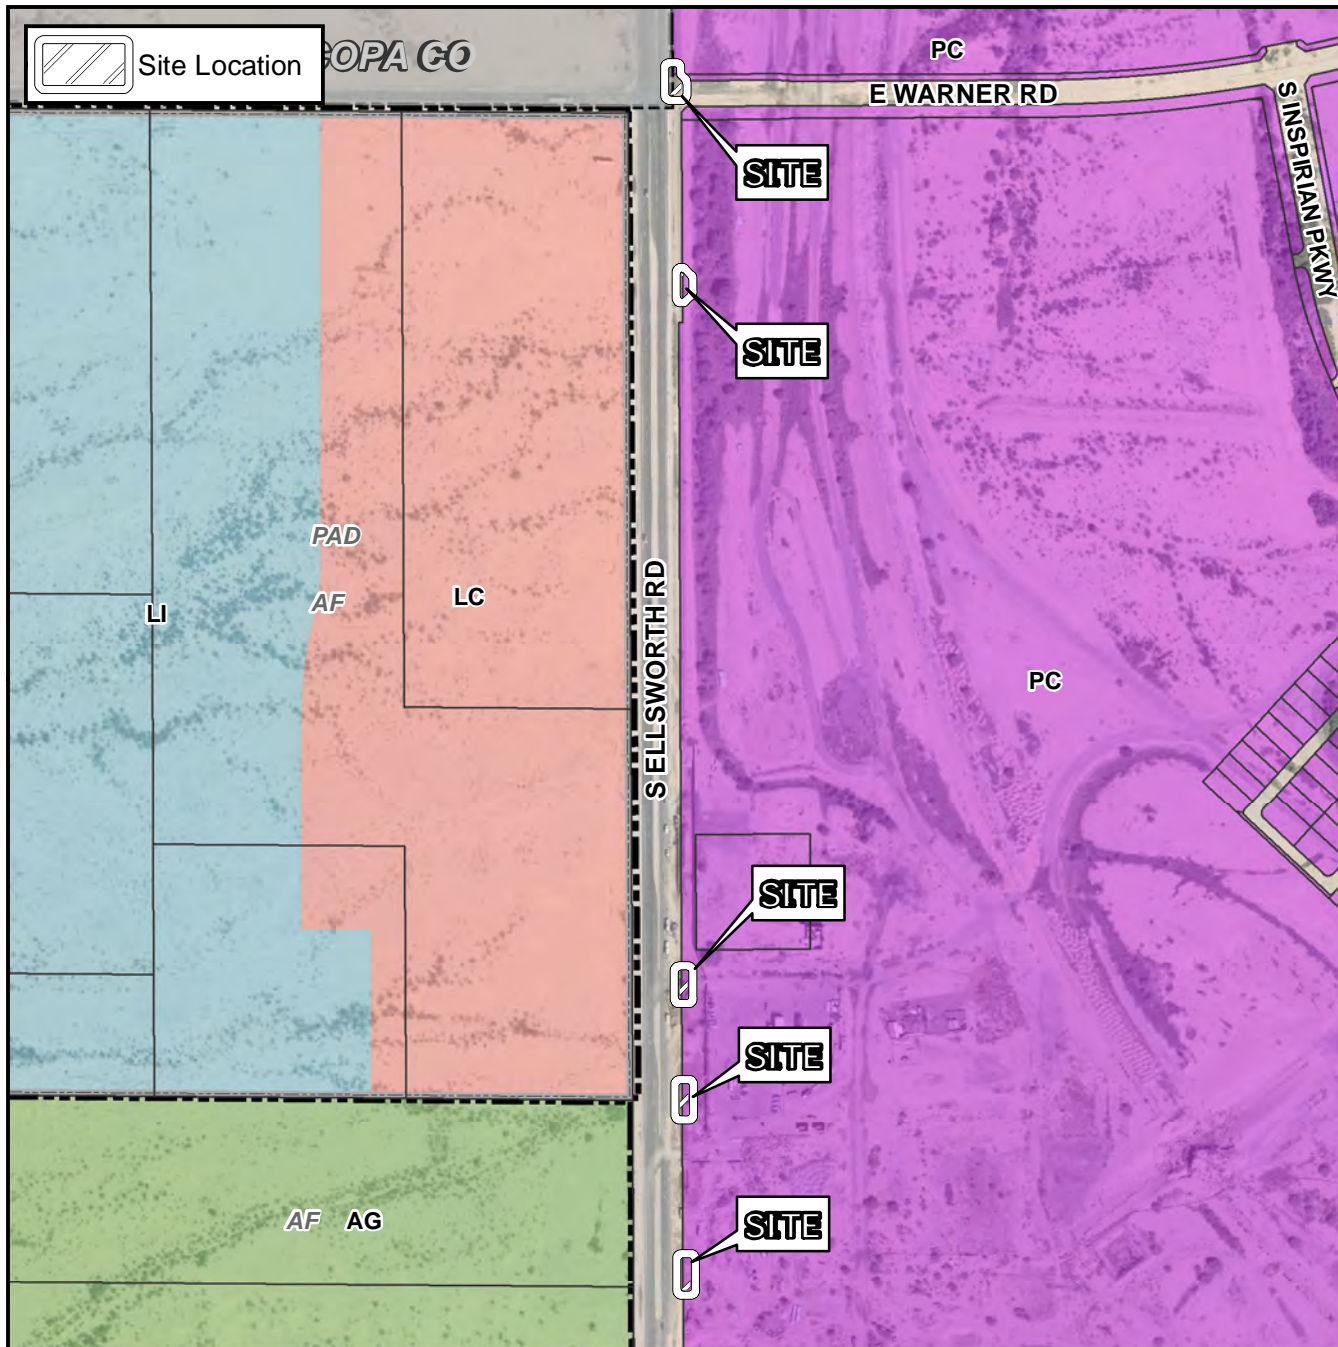 Site Location
COPA CO
PC
E WARNER RD
S INSPIRIAN PKWY
SITE
SITE
PAD
AF
LC
LI
S ELLSWORTH RD
PC
SITE
SITE
AF AG
SITE